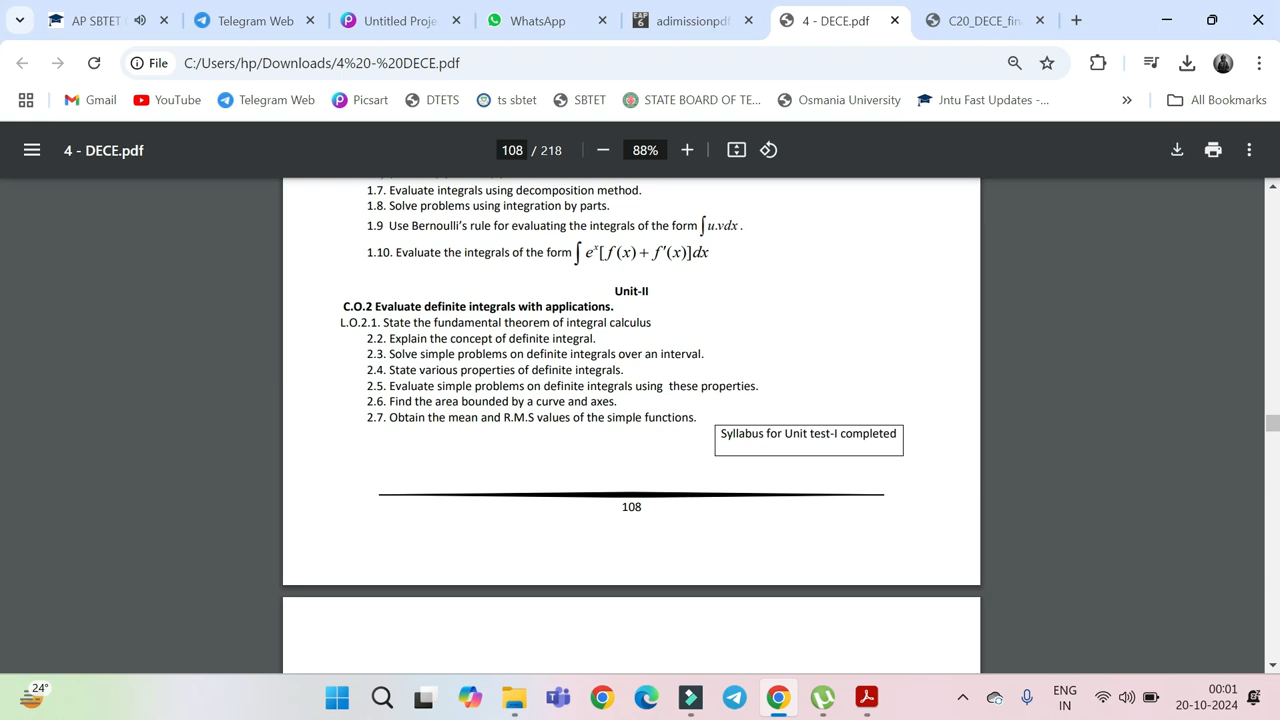 AP SBTET
Telegram Web
Untitled Proje
WhatsApp
EAP
6
admissionpdf
4 - DECE.pdf
C20_DECE_fin
File
C:/Users/hp/Downloads/4%20-%20DECE.pdf
Gmail
YouTube
Telegram Web
Picsart
DTETS
ts sbtet
SBTET
STATE BOARD OF TE...
Osmania University
Jntu Fast Updates -...
»
All Bookmarks
4 - DECE.pdf
108 / 218
88%
1.7. Evaluate integrals using decomposition method.
1.8. Solve problems using integration by parts.
1.9 Use Bernoulli's rule for evaluating the integrals of the form ∫u.vdx .
1.10. Evaluate the integrals of the form ∫ eˣ[f(x) + f′(x)]dx
Unit-II
C.O.2 Evaluate definite integrals with applications.
L.O.2.1. State the fundamental theorem of integral calculus
2.2. Explain the concept of definite integral.
2.3. Solve simple problems on definite integrals over an interval.
2.4. State various properties of definite integrals.
2.5. Evaluate simple problems on definite integrals using these properties.
2.6. Find the area bounded by a curve and axes.
2.7. Obtain the mean and R.M.S values of the simple functions.
Syllabus for Unit test-I completed
108
24°
ENG
IN
00:01
20-10-2024